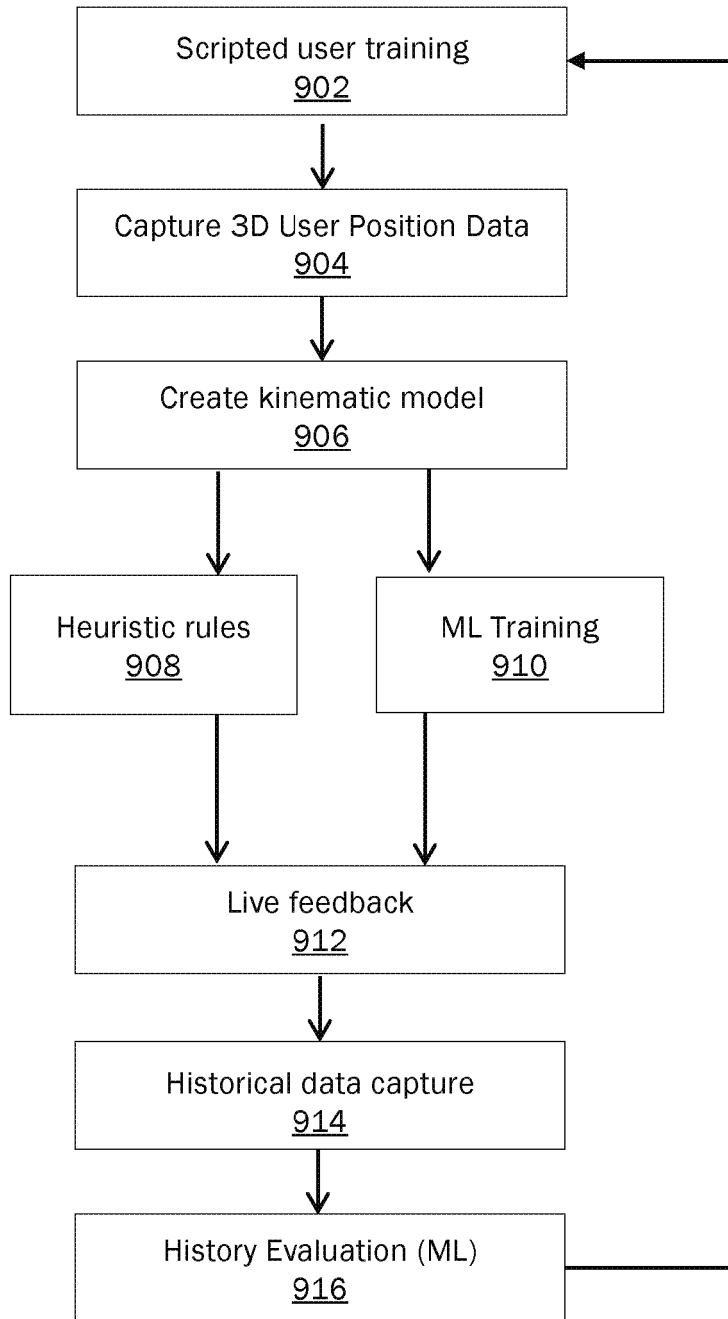 Scripted user training
902
Capture 3D User Position Data
904
Create kinematic model
906
Heuristic rules
908
ML Training
910
Live feedback
912
Historical data capture
914
History Evaluation (ML)
916